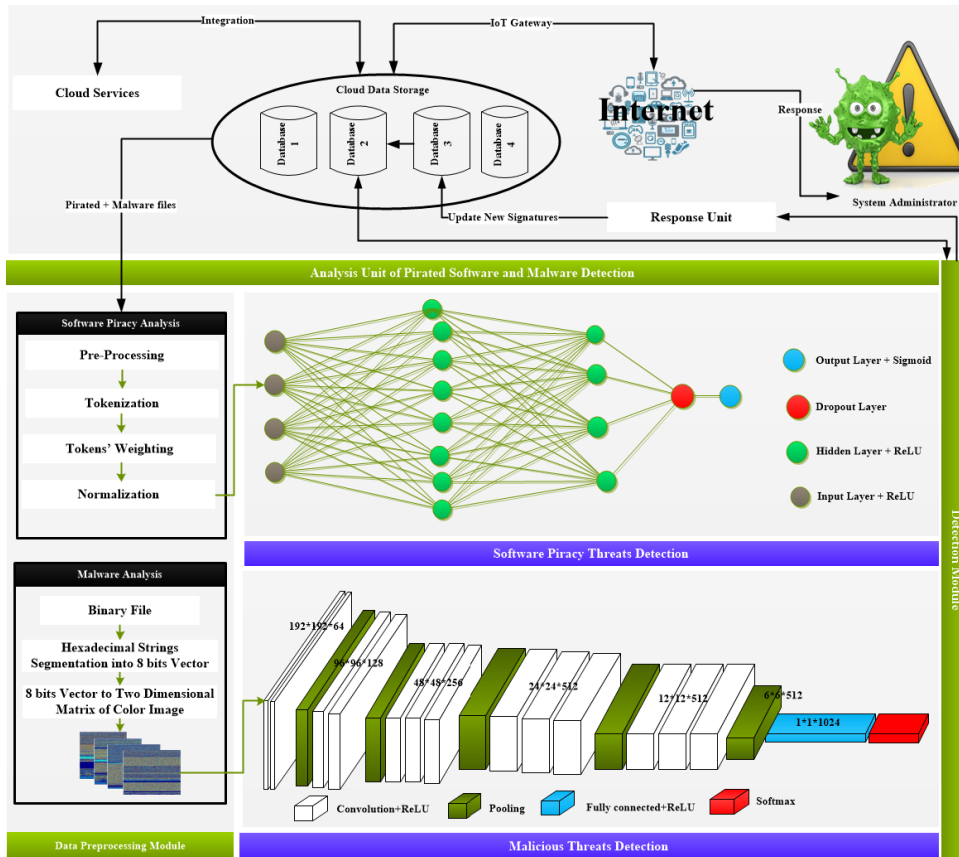 Integration
IoT Gateway
Cloud Services
Cloud Data Storage
Database 1
Database 2
Database 3
Database 4
Internet
Response
System Administrator
Pirated + Malware files
Update New Signatures
Response Unit
Analysis Unit of Pirated Software and Malware Detection
Software Piracy Analysis
Pre-Processing
Tokenization
Tokens' Weighting
Normalization
Output Layer + Sigmoid
Dropout Layer
Hidden Layer + ReLU
Input Layer + ReLU
Software Piracy Threats Detection
Detection Module
Malware Analysis
Binary File
Hexadecimal Strings
Segmentation into 8 bits Vector
8 bits Vector to Two Dimensional
Matrix of Color Image
192*192*64
96*96*128
48*48*256
24*24*512
12*12*512
6*6*512
1*1*1024
Convolution+ReLU
Pooling
Fully connected+ReLU
Softmax
Data Preprocessing Module
Malicious Threats Detection